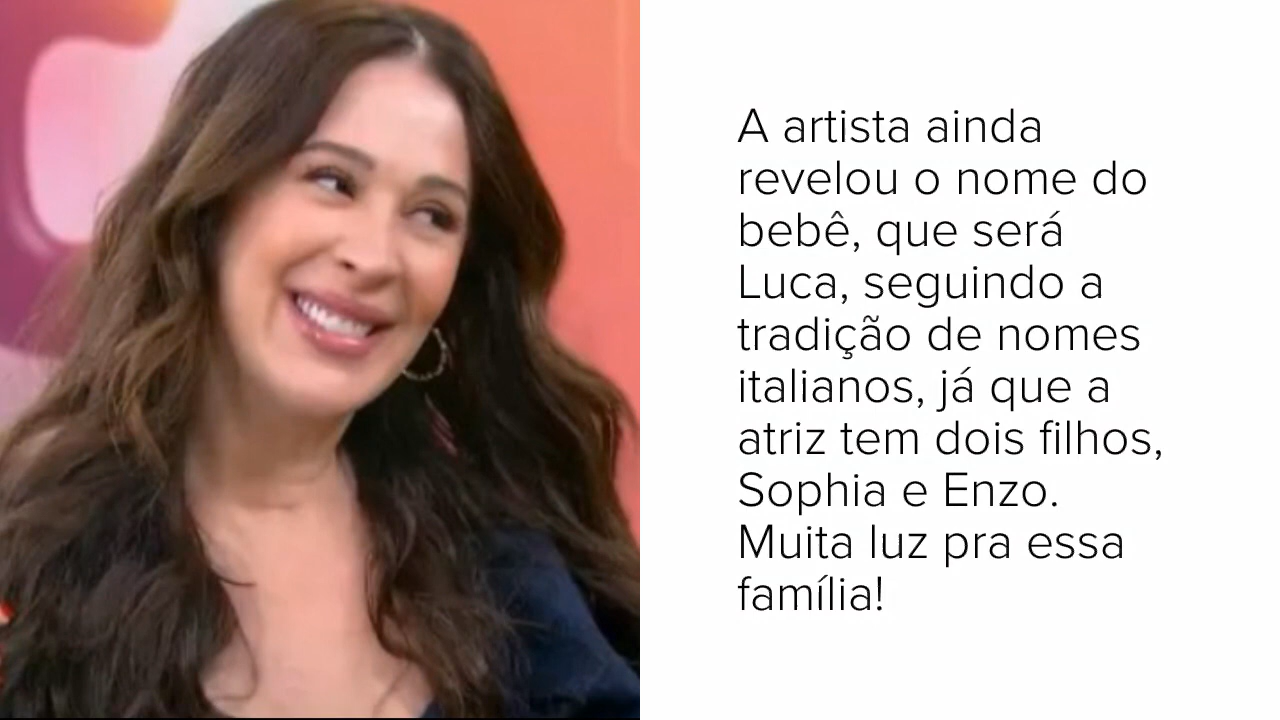 A artista ainda
revelou o nome do
bebê, que será
Luca, seguindo a
tradição de nomes
italianos, já que a
atriz tem dois filhos,
Sophia e Enzo.
Muita luz pra essa
família!